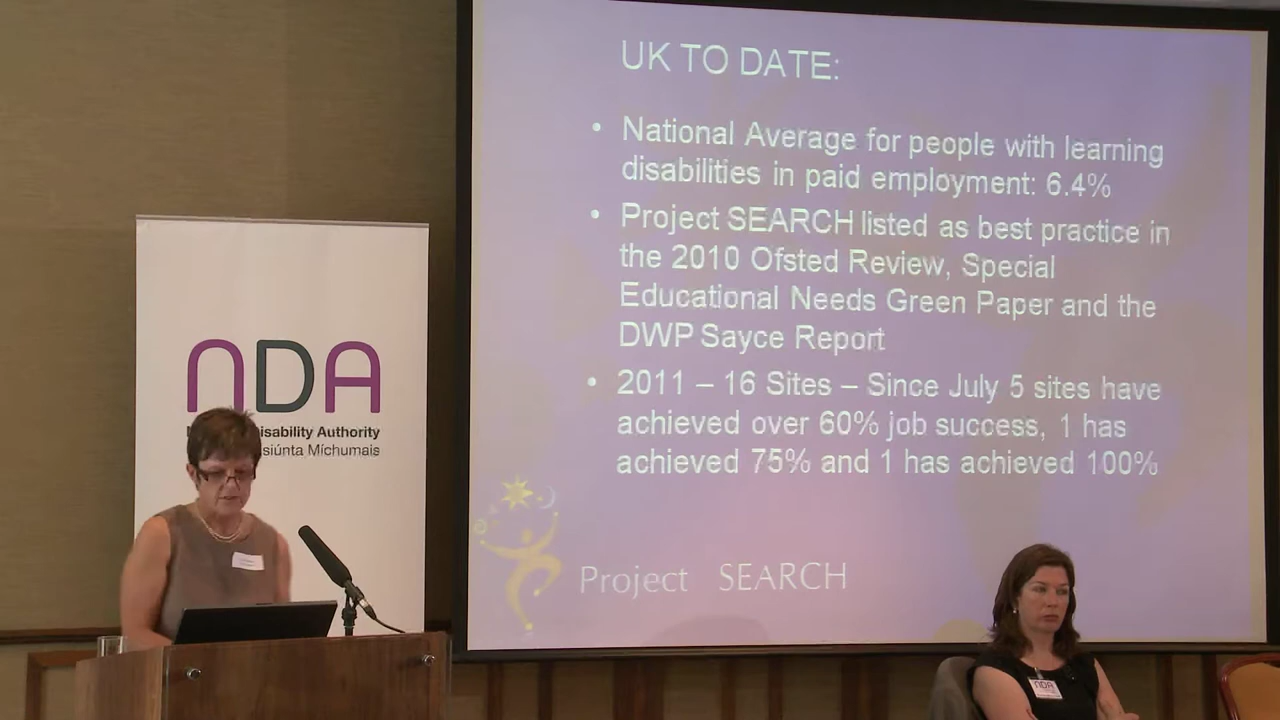 UK TO DATE:
• National Average for people with learning
disabilities in paid employment: 6.4%
• Project SEARCH listed as best practice in
the 2010 Ofsted Review, Special
Educational Needs Green Paper and the
DWP Sayce Report
• 2011 – 16 Sites – Since July 5 sites have
achieved over 60% job success, 1 has
achieved 75% and 1 has achieved 100%
Project SEARCH
NDA
Disability Authority
Míchumais
NDA